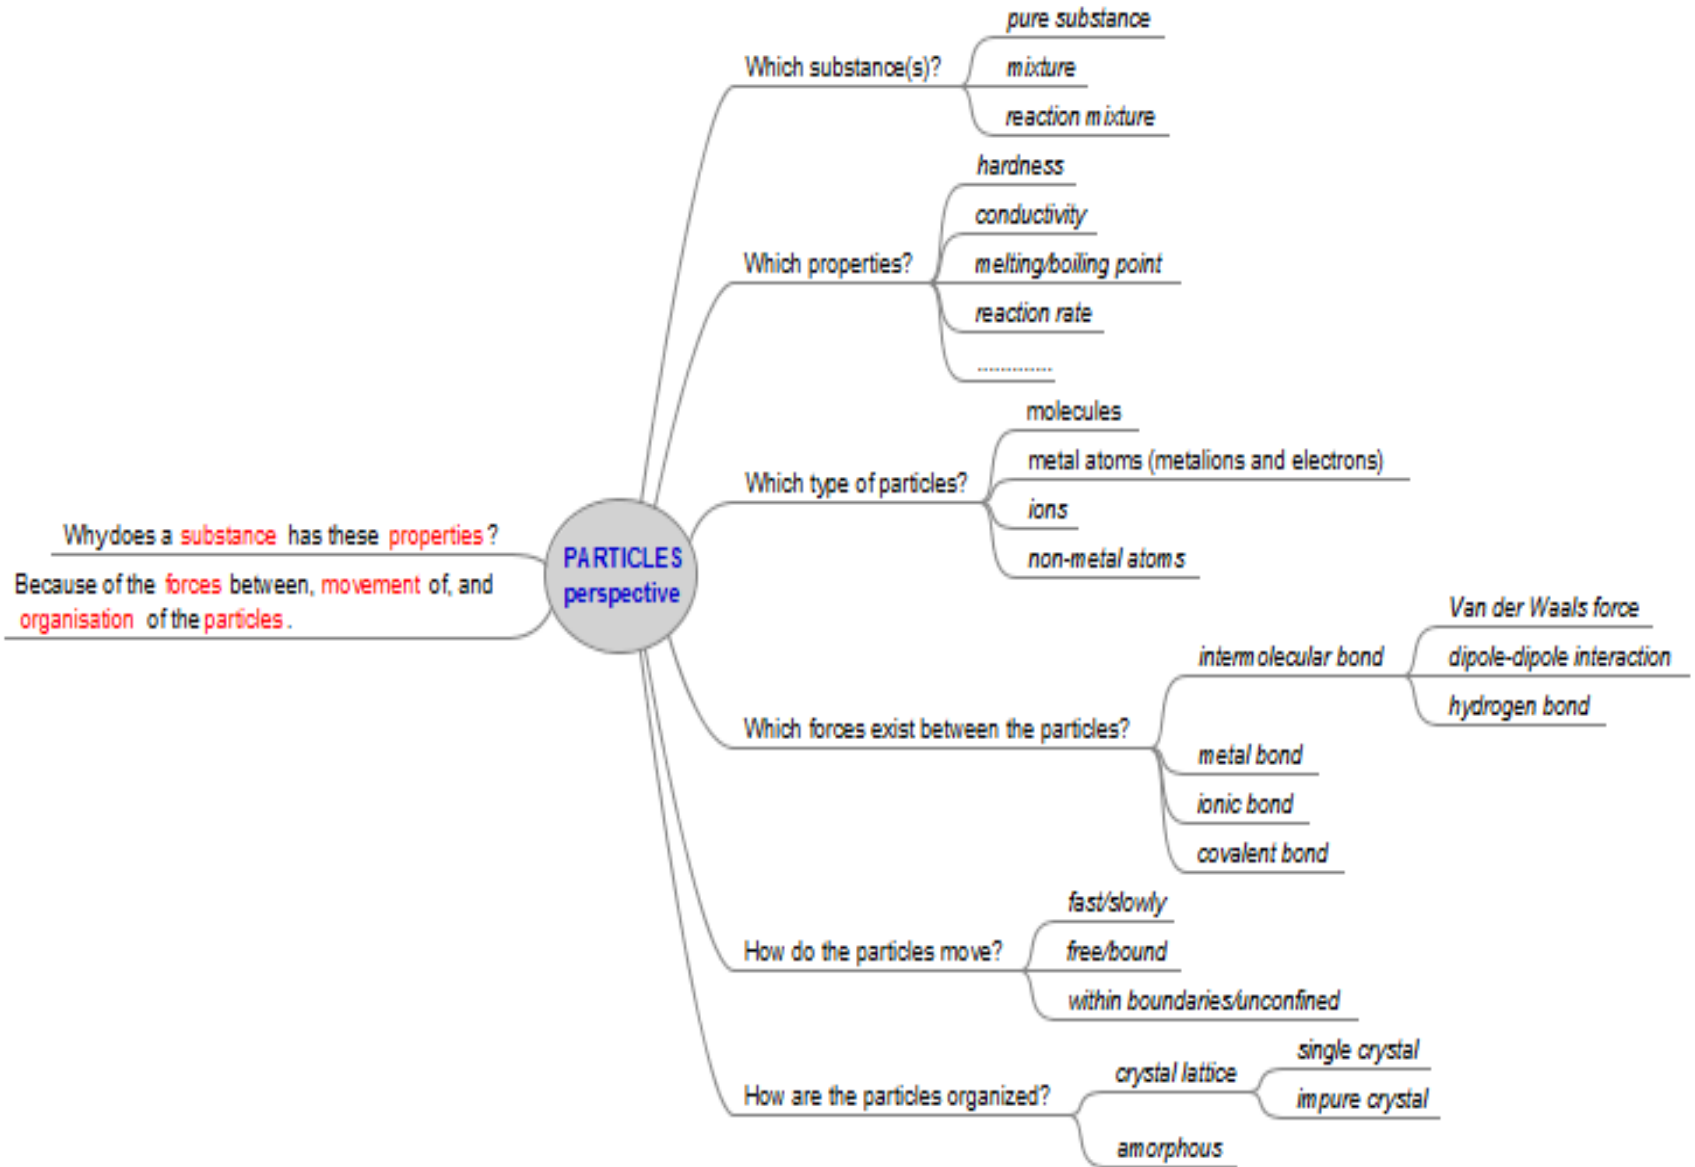 pure substance
Which substance(s)?
mixture
reaction mixture
hardness
conductivity
Which properties?
melting/boiling point
reaction rate
................
molecules
metal atoms (metalions and electrons)
Which type of particles?
ions
non-metal atoms
Whydoes a substance has these properties?
Because of the forces between, movement of, and
organisation of the particles.
PARTICLES
perspective
Van der Waals force
intermolecular bond
dipole-dipole interaction
hydrogen bond
Which forces exist between the particles?
metal bond
ionic bond
covalent bond
fast/slowly
How do the particles move?
free/bound
within boundaries/unconfined
single crystal
crystal lattice
How are the particles organized?
impure crystal
amorphous